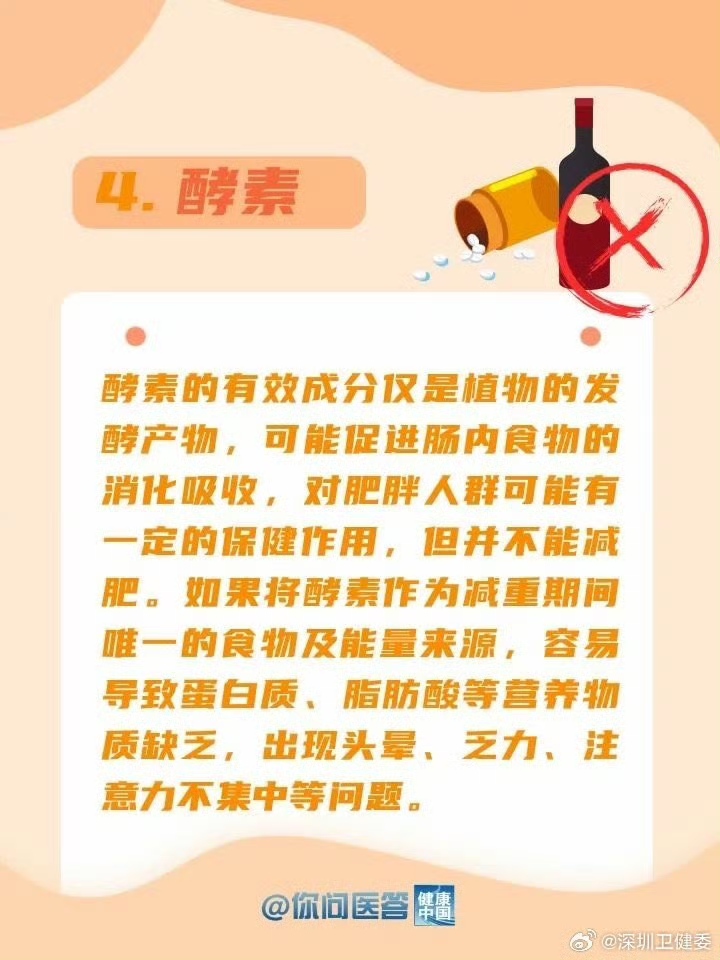 4. 酵素
酵素的有效成分仅是植物的发
酵产物，可能促进肠内食物的
消化吸收，对肥胖人群可能有
一定的保健作用，但并不能减
肥。如果将酵素作为减重期间
唯一的食物及能量来源，容易
导致蛋白质、脂肪酸等营养物
质缺乏，出现头晕、乏力、注
意力不集中等问题。
@你问医答 健康中国
@深圳卫健委